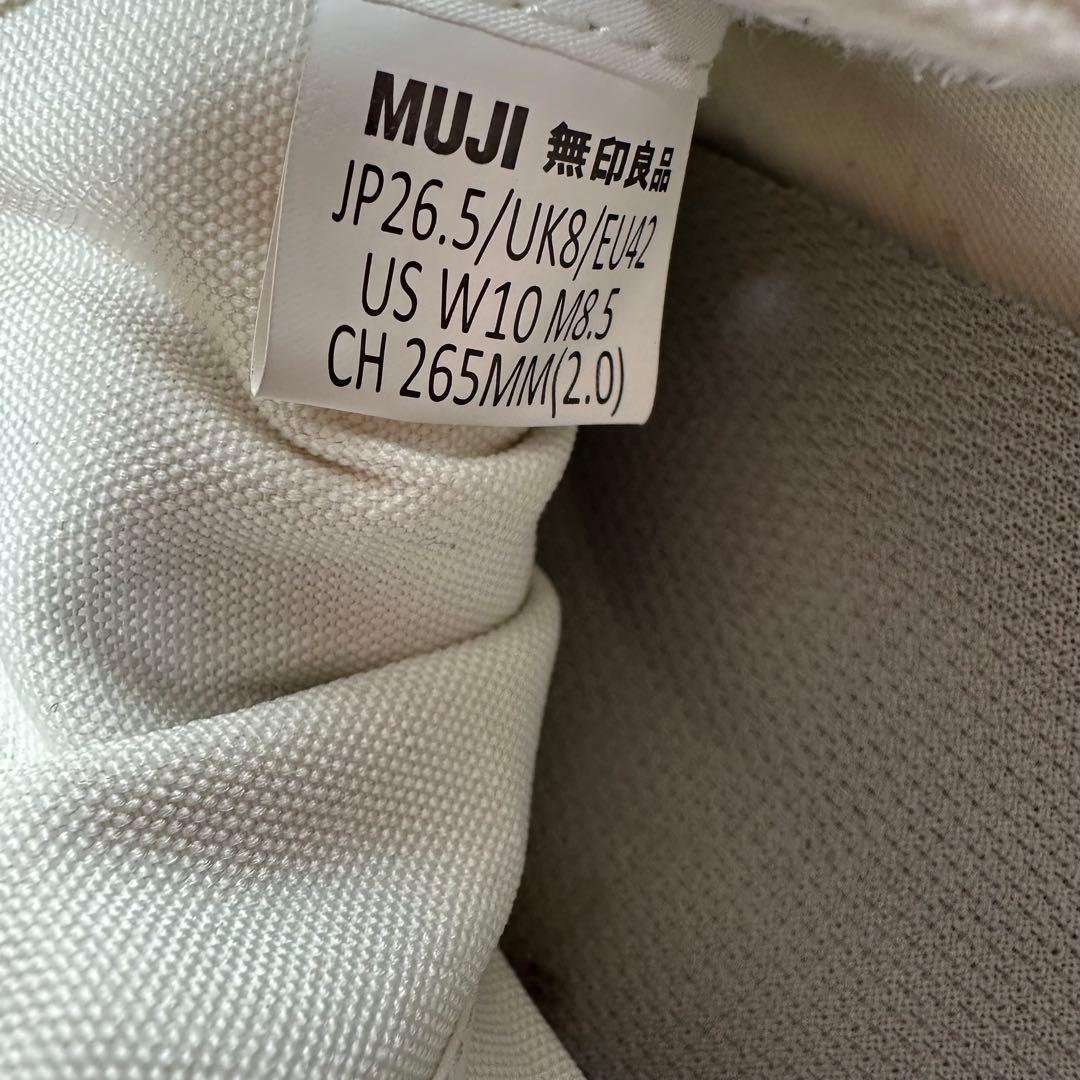 MUJI 無印良品
JP26.5/UK8/EU42
US W10 M8.5
CH 265MM(2.0)